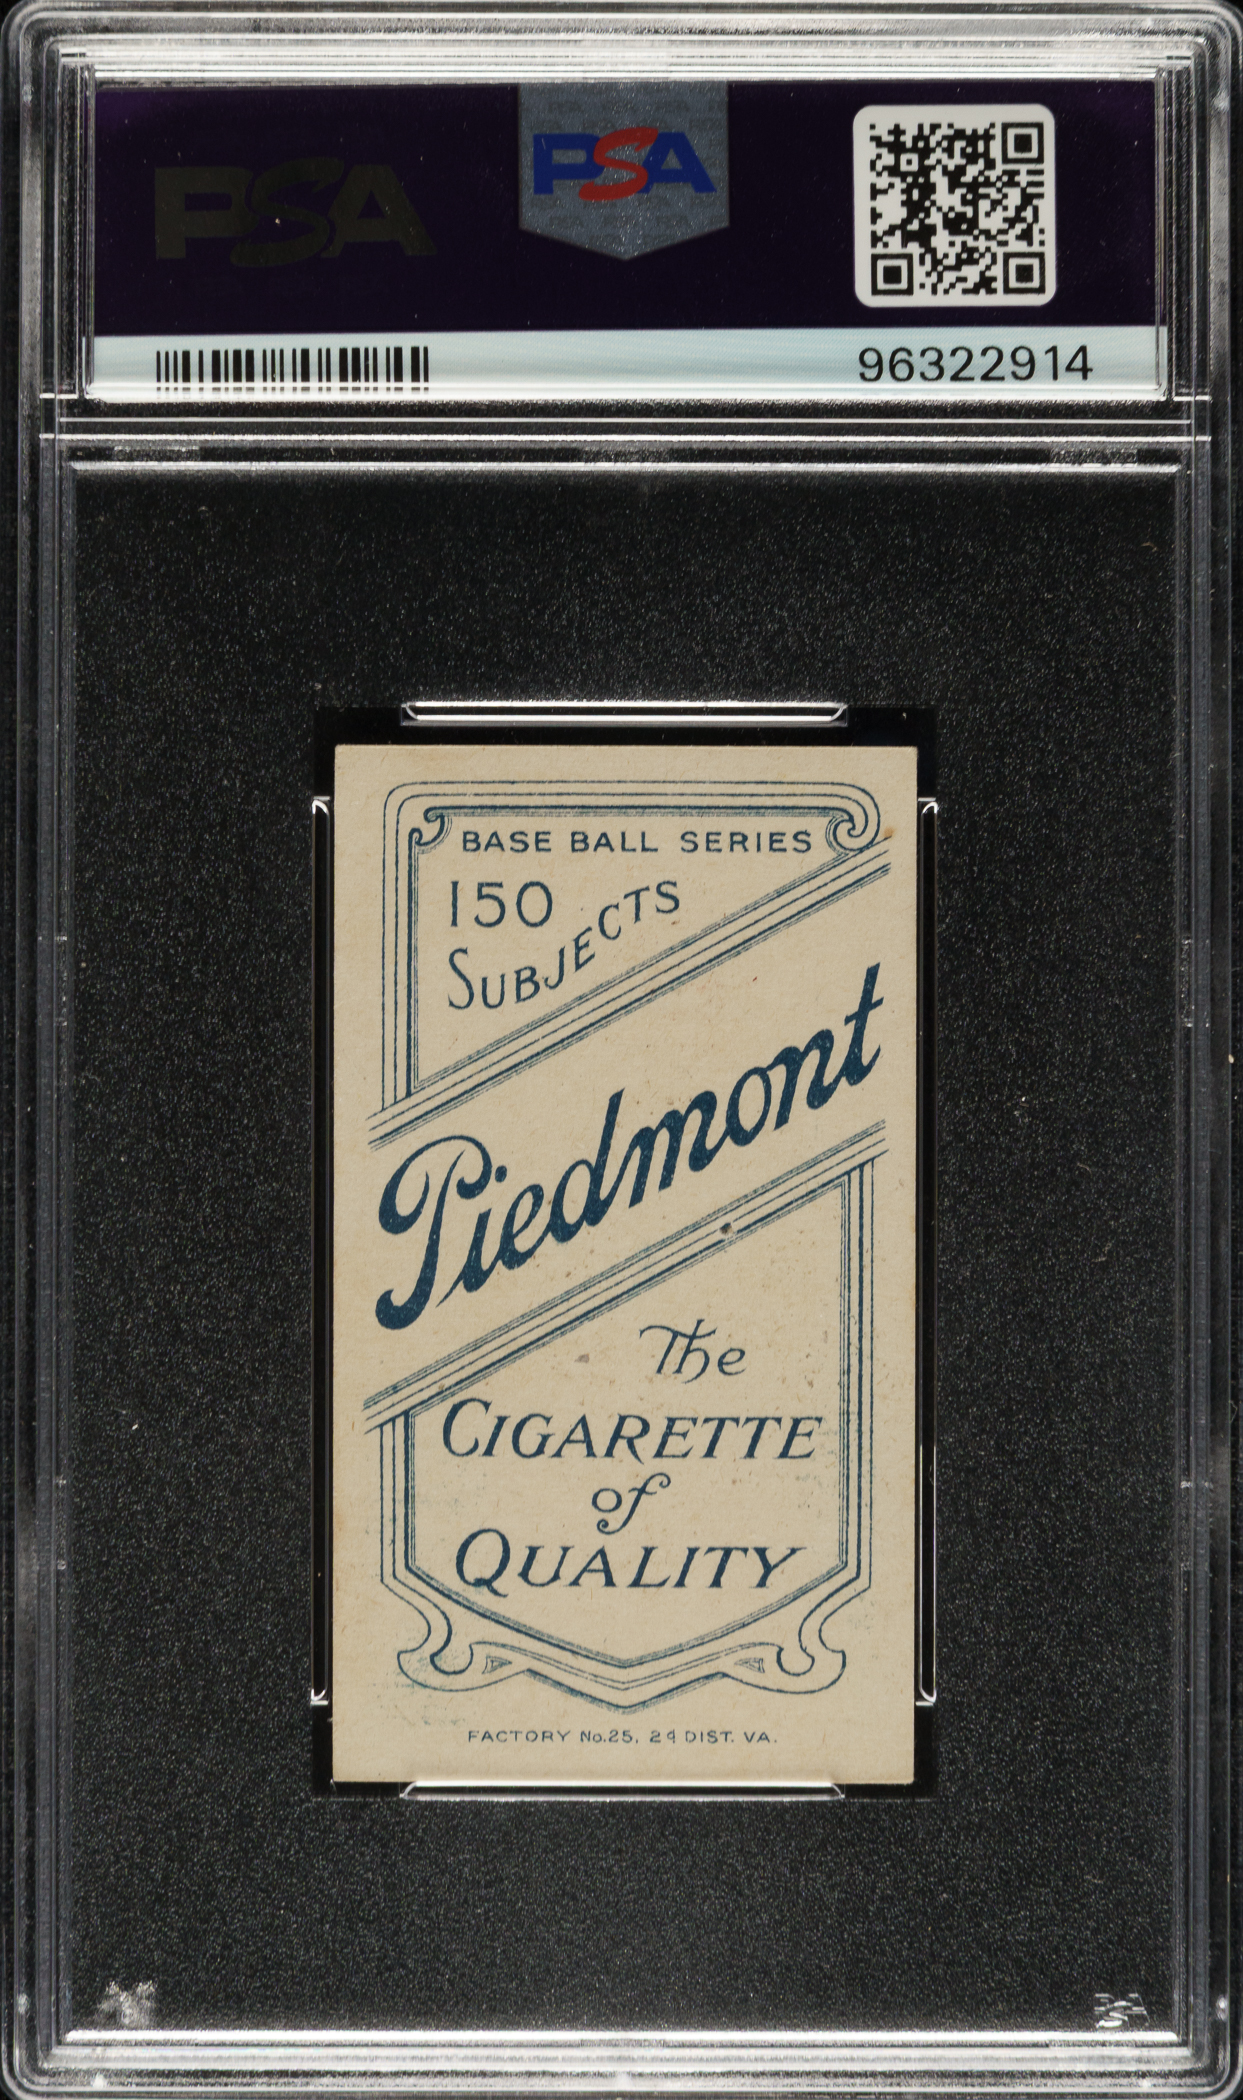 PSA
PSA
96322914
BASE BALL SERIES
150
SUBJECTS
Piedmont
The
CIGARETTE
of
QUALITY
FACTORY No.25, 2d DIST. VA.
PSA